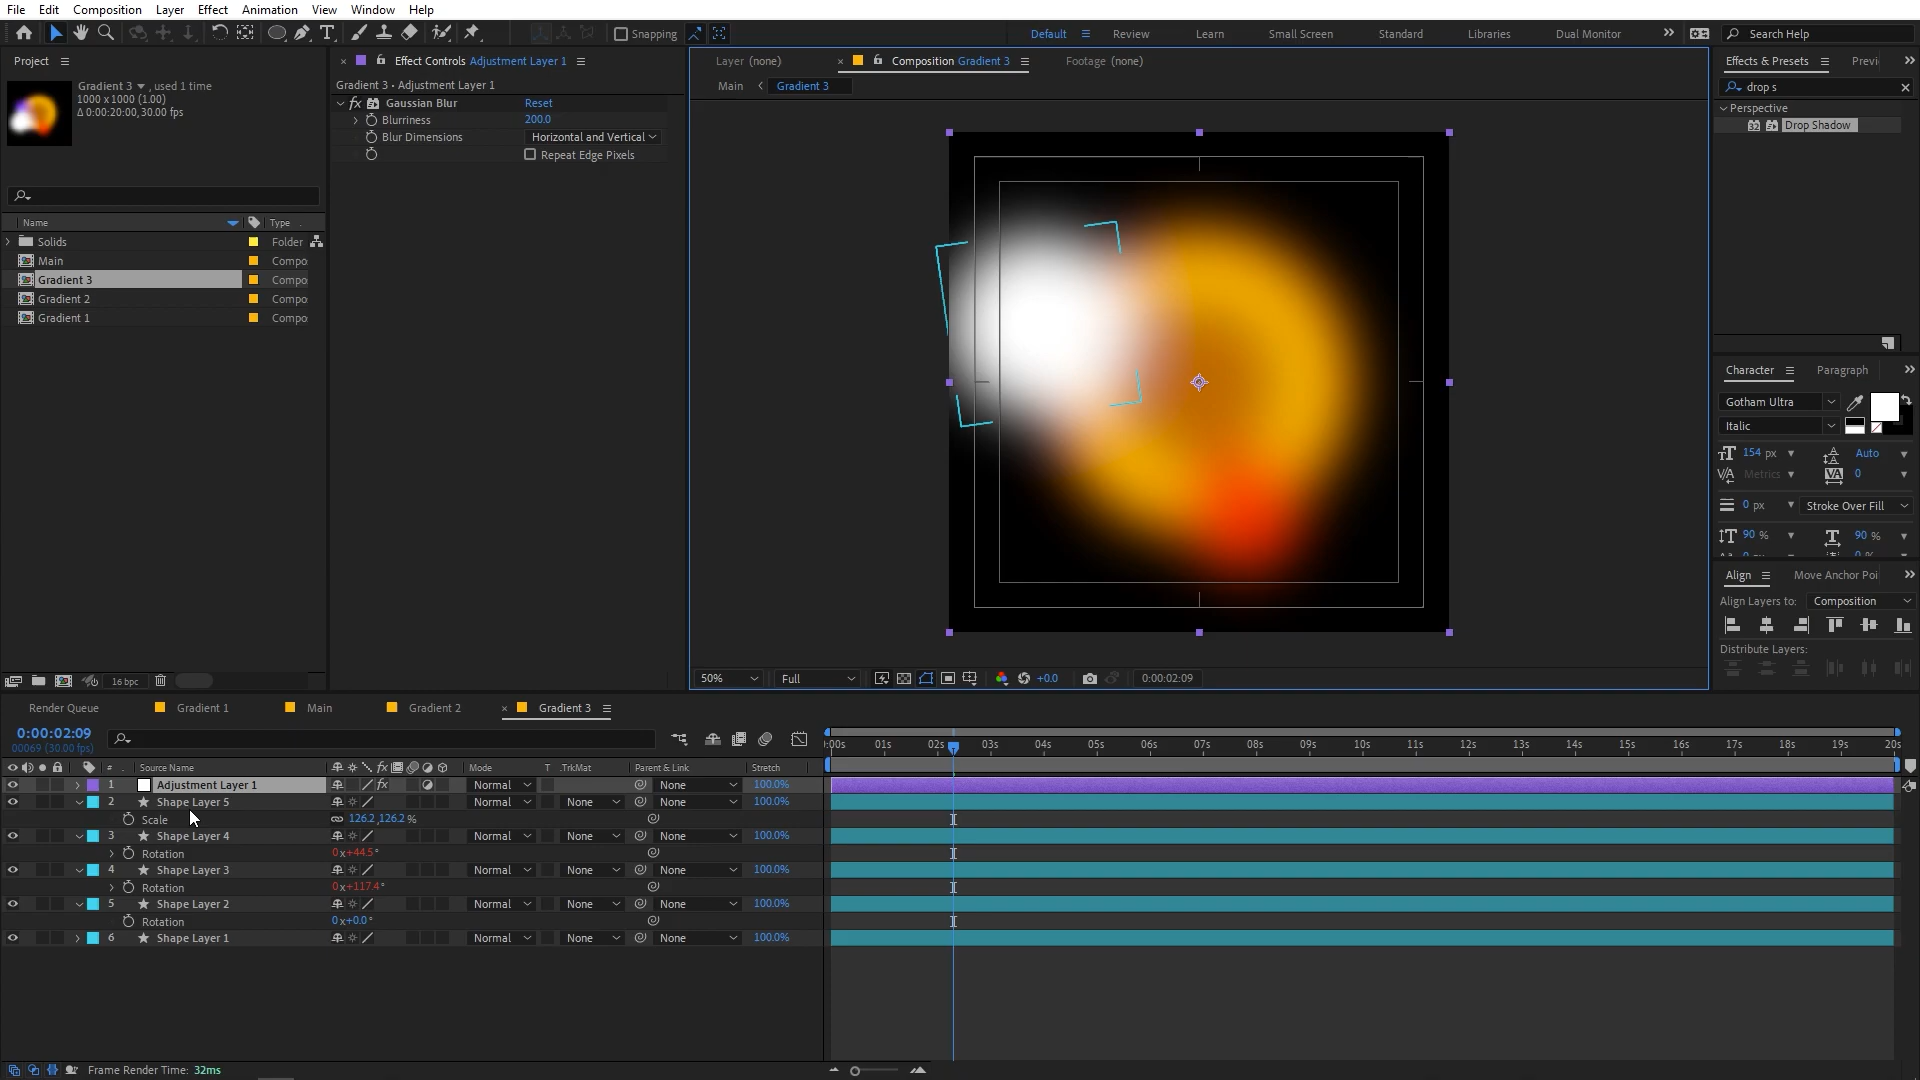 File Edit Composition Layer Effect Animation View Window Help
Snapping
Default Review Learn Small Screen Standard Libraries Dual Monitor Search Help
Project
Gradient 3 , used 1 time
1000 x 1000 (1.00)
Δ 0:00:20:00, 30.00 fps
Name Type
Solids Folder
Main Compo
Gradient 3 Compo
Gradient 2 Compo
Gradient 1 Compo
16 bpc
Effect Controls Adjustment Layer 1
Gradient 3 • Adjustment Layer 1
fx Gaussian Blur Reset
Blurriness 200.0
Blur Dimensions Horizontal and Vertical
Repeat Edge Pixels
Layer (none) Composition Gradient 3 Footage (none)
Main Gradient 3
50% Full +0.0 0:00:02:09
Effects & Presets Previ
drop s
Perspective
32 Drop Shadow
Character Paragraph
Gotham Ultra
Italic
154 px Auto
Metrics 0
0 px Stroke Over Fill
90 % 90 %
Align Move Anchor Poi
Align Layers to: Composition
Distribute Layers:
Render Queue Gradient 1 Main Gradient 2 Gradient 3
0:00:02:09
00069 (30.00 fps)
:00s 01s 02s 03s 04s 05s 06s 07s 08s 09s 10s 11s 12s 13s 14s 15s 16s 17s 18s 19s 20s
# Source Name fx Mode T .TrkMat Parent & Link Stretch
1 Adjustment Layer 1 fx Normal None 100.0%
2 Shape Layer 5 Normal None None 100.0%
Scale 126.2,126.2 %
3 Shape Layer 4 Normal None None 100.0%
Rotation 0x+44.5°
4 Shape Layer 3 Normal None None 100.0%
Rotation 0x+117.4°
5 Shape Layer 2 Normal None None 100.0%
Rotation 0x+0.0°
6 Shape Layer 1 Normal None None 100.0%
Frame Render Time: 32ms